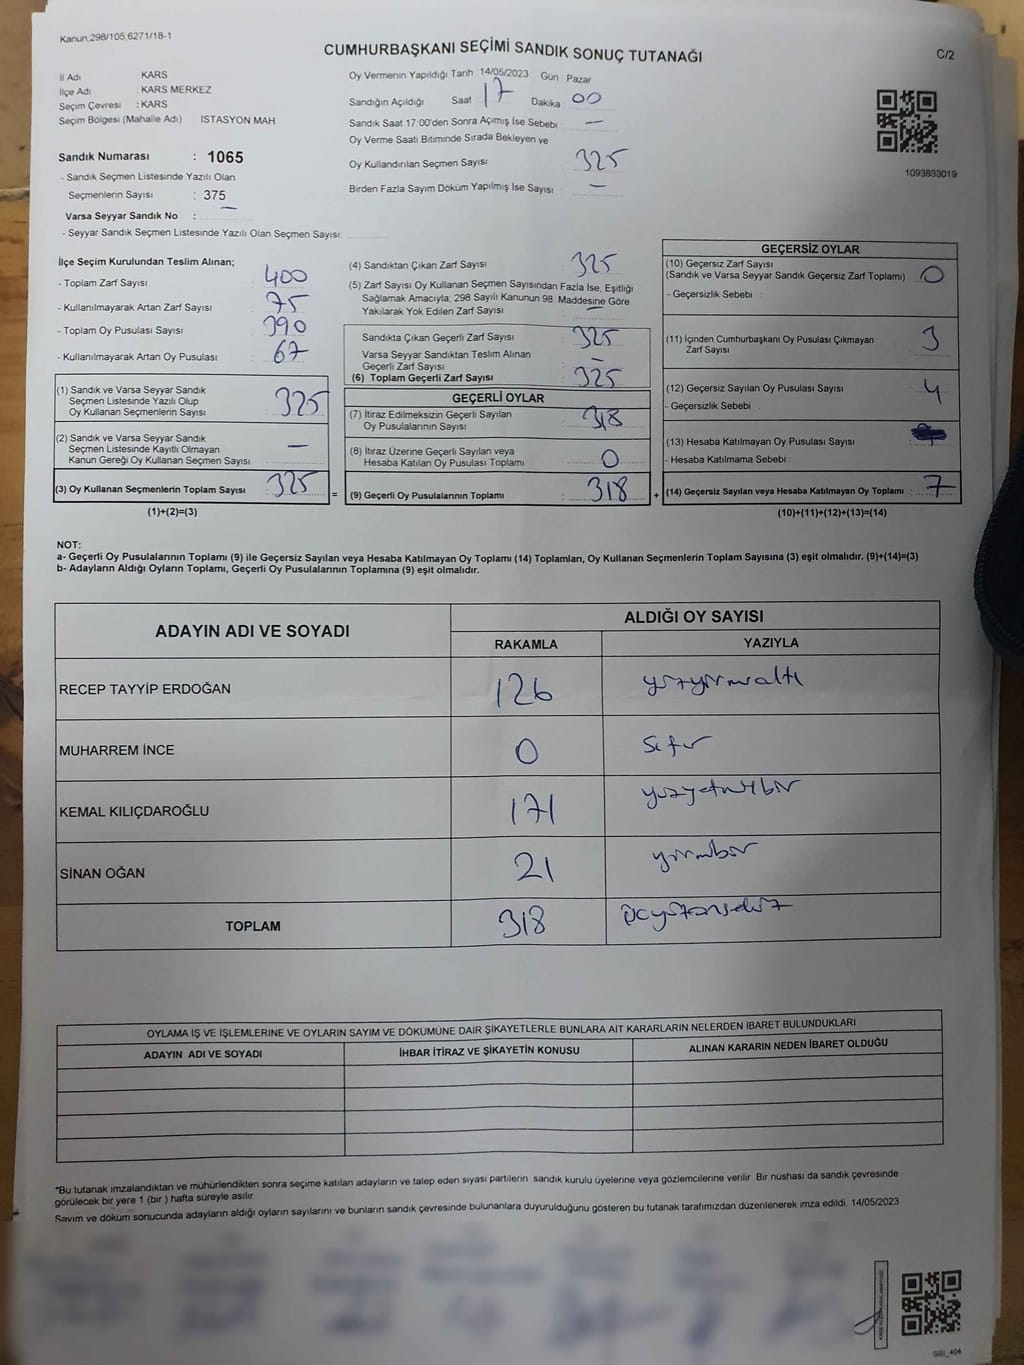 Kanun,298/105,6271/18-1
CUMHURBAŞKANI SEÇİMİ SANDIK SONUÇ TUTANAĞI
C/2
İl Adı KARS
İlçe Adı KARS MERKEZ
Seçim Çevresi : KARS
Seçim Bölgesi (Mahalle Adı) İSTASYON MAH
Sandık Numarası : 1065
- Sandık Seçmen Listesinde Yazılı Olan
Seçmenlerin Sayısı : 375
Varsa Seyyar Sandık No : —
- Seyyar Sandık Seçmen Listesinde Yazılı Olan Seçmen Sayısı:
Oy Vermenin Yapıldığı Tarih 14/05/2023 Gün Pazar
Sandığın Açıldığı Saat 17 Dakika 00
Sandık Saat 17:00'den Sonra Açımış İse Sebebi : —
Oy Verme Saati Bitiminde Sırada Bekleyen ve
Oy Kullandırılan Seçmen Sayısı 325
Birden Fazla Sayım Döküm Yapılmış İse Sayısı : —
1093833019
İlçe Seçim Kurulundan Teslim Alınan;
- Toplam Zarf Sayısı : 400
- Kullanılmayarak Artan Zarf Sayısı : 75
- Toplam Oy Pusulası Sayısı : 390
- Kullanılmayarak Artan Oy Pusulası : 67
(1) Sandık ve Varsa Seyyar Sandık
Seçmen Listesinde Yazılı Olup
Oy Kullanan Seçmenlerin Sayısı : 325
(2) Sandık ve Varsa Seyyar Sandık
Seçmen Listesinde Kayıtlı Olmayan
Kanun Gereği Oy Kullanan Seçmen Sayısı : —
(3) Oy Kullanan Seçmenlerin Toplam Sayısı : 325
(1)+(2)=(3)
=
(4) Sandıktan Çıkan Zarf Sayısı 325
(5) Zarf Sayısı Oy Kullanan Seçmen Sayısından Fazla İse, Eşitliği
Sağlamak Amacıyla, 298 Sayılı Kanunun 98. Maddesine Göre
Yakılarak Yok Edilen Zarf Sayısı : —
Sandıkta Çıkan Geçerli Zarf Sayısı : 325
Varsa Seyyar Sandıktan Teslim Alınan
Geçerli Zarf Sayısı : —
(6) Toplam Geçerli Zarf Sayısı : 325
GEÇERLİ OYLAR
(7) İtiraz Edilmeksizin Geçerli Sayılan
Oy Pusulalarının Sayısı : 318
(8) İtiraz Üzerine Geçerli Sayılan veya
Hesaba Katılan Oy Pusulası Toplamı : 0
(9) Geçerli Oy Pusulalarının Toplamı : 318
+
GEÇERSİZ OYLAR
(10) Geçersiz Zarf Sayısı
(Sandık ve Varsa Seyyar Sandık Geçersiz Zarf Toplamı) : 0
- Geçersizlik Sebebi :
(11) İçinden Cumhurbaşkanı Oy Pusulası Çıkmayan
Zarf Sayısı : 3
(12) Geçersiz Sayılan Oy Pusulası Sayısı : 4
- Geçersizlik Sebebi :
(13) Hesaba Katılmayan Oy Pusulası Sayısı :
- Hesaba Katılmama Sebebi :
(14) Geçersiz Sayılan veya Hesaba Katılmayan Oy Toplamı : 7
(10)+(11)+(12)+(13)=(14)
NOT:
a- Geçerli Oy Pusulalarının Toplamı (9) ile Geçersiz Sayılan veya Hesaba Katılmayan Oy Toplamı (14) Toplamları, Oy Kullanan Seçmenlerin Toplam Sayısına (3) eşit olmalıdır. (9)+(14)=(3)
b- Adayların Aldığı Oyların Toplamı, Geçerli Oy Pusulalarının Toplamına (9) eşit olmalıdır.
ADAYIN ADI VE SOYADI ALDIĞI OY SAYISI
RAKAMLA YAZIYLA
RECEP TAYYİP ERDOĞAN 126 yüzyirmialtı
MUHARREM İNCE 0 sıfır
KEMAL KILIÇDAROĞLU 171 yüzyetmişbir
SİNAN OĞAN 21 yirmibir
TOPLAM 318 üçyüzonsekiz
OYLAMA İŞ VE İŞLEMLERİNE VE OYLARIN SAYIM VE DÖKÜMÜNE DAİR ŞİKAYETLERLE BUNLARA AİT KARARLARIN NELERDEN İBARET BULUNDUKLARI
ADAYIN ADI VE SOYADI İHBAR İTİRAZ VE ŞİKAYETİN KONUSU ALINAN KARARIN NEDEN İBARET OLDUĞU
*Bu tutanak imzalandıktan ve mühürlendikten sonra seçime katılan adayların ve talep eden siyasi partilerin sandık kurulu üyelerine veya gözlemcilerine verilir. Bir nüshası da sandık çevresinde
görülecek bir yere 1 (bir ) hafta süreyle asılır.
Sayım ve döküm sonucunda adayların aldığı oyların sayılarını ve bunların sandık çevresinde bulunanlara duyurulduğunu gösteren bu tutanak tarafımızdan düzenlenerek imza edildi. 14/05/2023